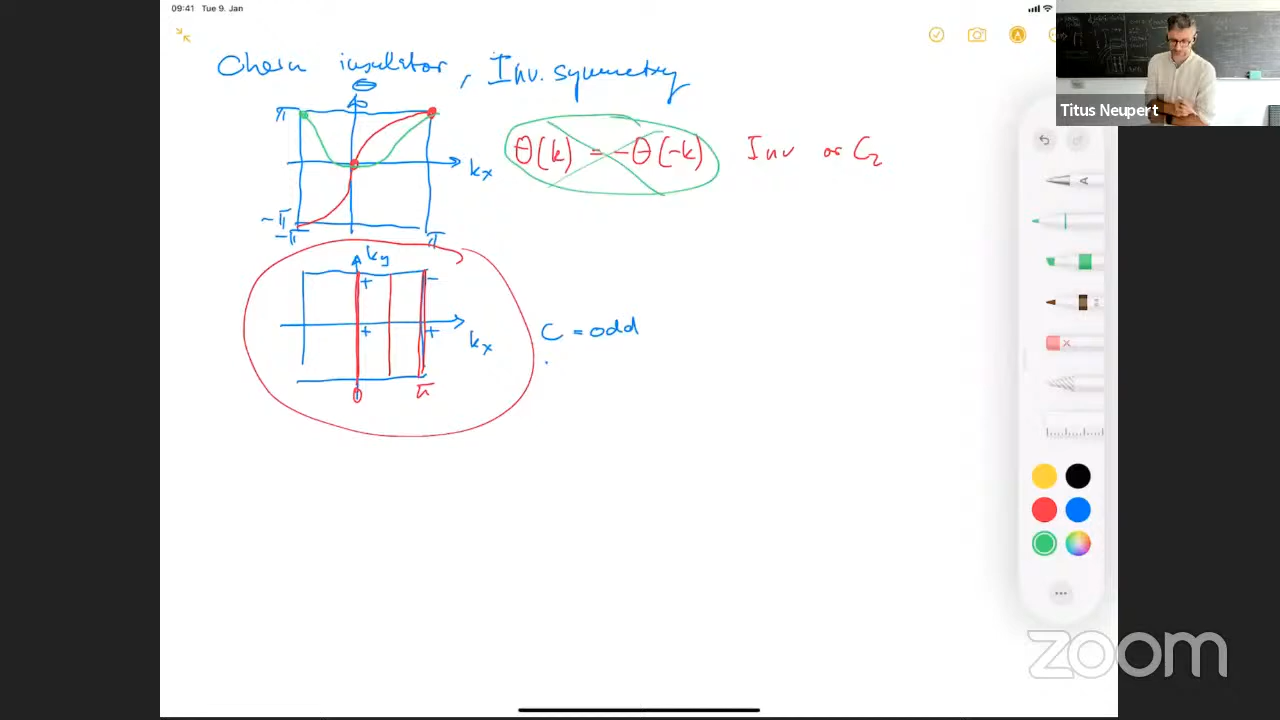 09:41 Tue 9. Jan
Chern insulator, Inv. symmetry
Titus Neupert
θ
π
θ(k) = -θ(-k) Inv or C₂
kx
-π
-π π
ky
+ -
+ +
kx
C = odd
0 π
zoom